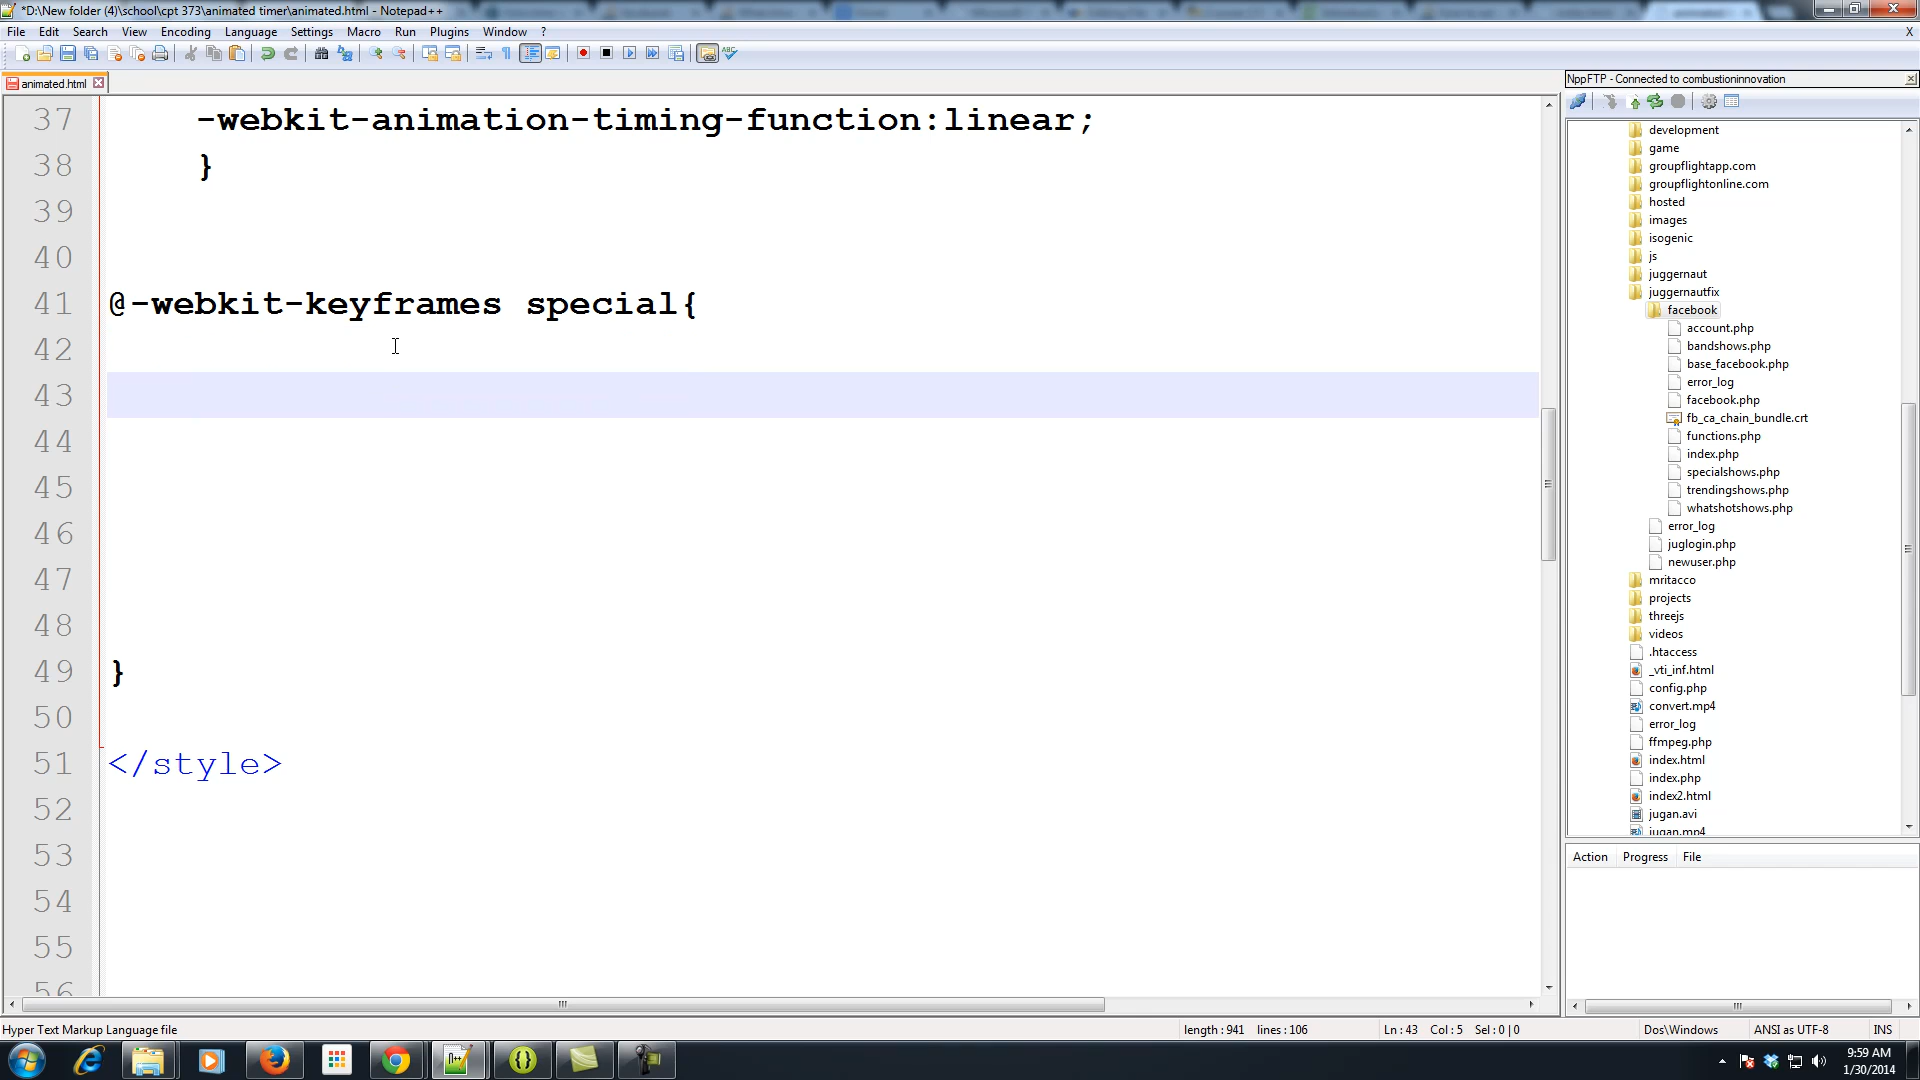 *D:\New folder (4)\school\cpt 373\animated timer\animated.html - Notepad++
File Edit Search View Encoding Language Settings Macro Run Plugins Window ?
X
animated.html
37 -webkit-animation-timing-function:linear;
38 }
39
40
41 @-webkit-keyframes special{
42
43
44
45
46
47
48
49 }
50
51 </style>
52
53
54
55
56
NppFTP - Connected to combustioninnovation
development
game
groupflightapp.com
groupflightonline.com
hosted
images
isogenic
js
juggernaut
juggernautfix
facebook
account.php
bandshows.php
base_facebook.php
error_log
facebook.php
fb_ca_chain_bundle.crt
functions.php
index.php
specialshows.php
trendingshows.php
whatshotshows.php
error_log
juglogin.php
newuser.php
mritacco
projects
threejs
videos
.htaccess
_vti_inf.html
config.php
convert.mp4
error_log
ffmpeg.php
index.html
index.php
index2.html
jugan.avi
jugan.mp4
Action Progress File
Hyper Text Markup Language file
length : 941 lines : 106
Ln : 43 Col : 5 Sel : 0 | 0
Dos\Windows
ANSI as UTF-8
INS
9:59 AM
1/30/2014